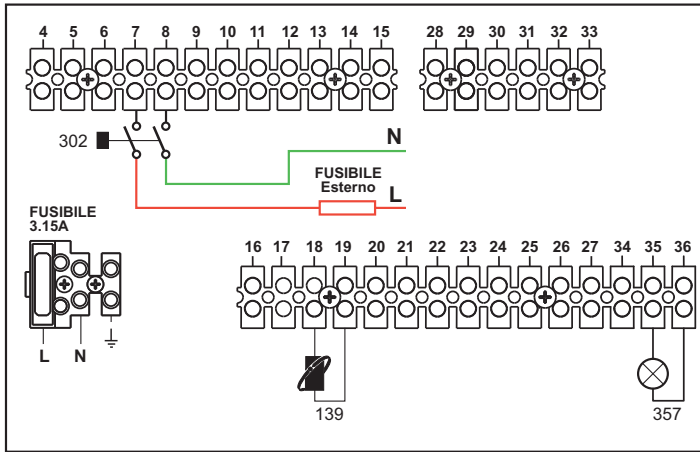 4 5 6 7 8 9 10 11 12 13 14 15 28 29 30 31 32 33
302
N
FUSIBILE
Esterno
L
FUSIBILE
3.15A
L N
16 17 18 19 20 21 22 23 24 25 26 27 34 35 36
139 357